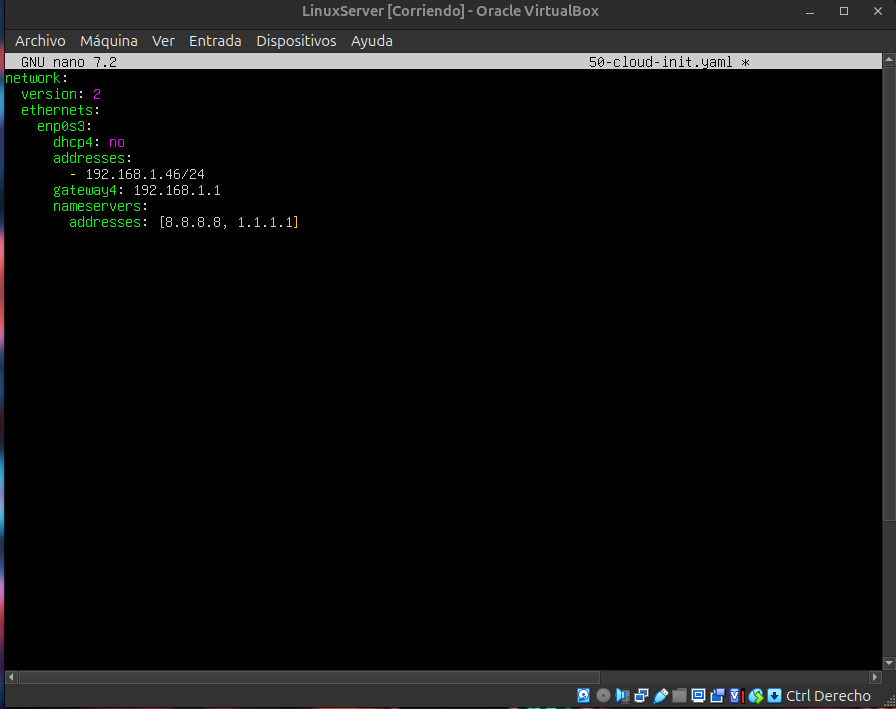 LinuxServer [Corriendo] - Oracle VirtualBox
Archivo Máquina Ver Entrada Dispositivos Ayuda
GNU nano 7.2 50-cloud-init.yaml *
network:
  version: 2
  ethernets:
    enp0s3:
      dhcp4: no
      addresses:
        - 192.168.1.46/24
      gateway4: 192.168.1.1
      nameservers:
        addresses: [8.8.8.8, 1.1.1.1]
Ctrl Derecho